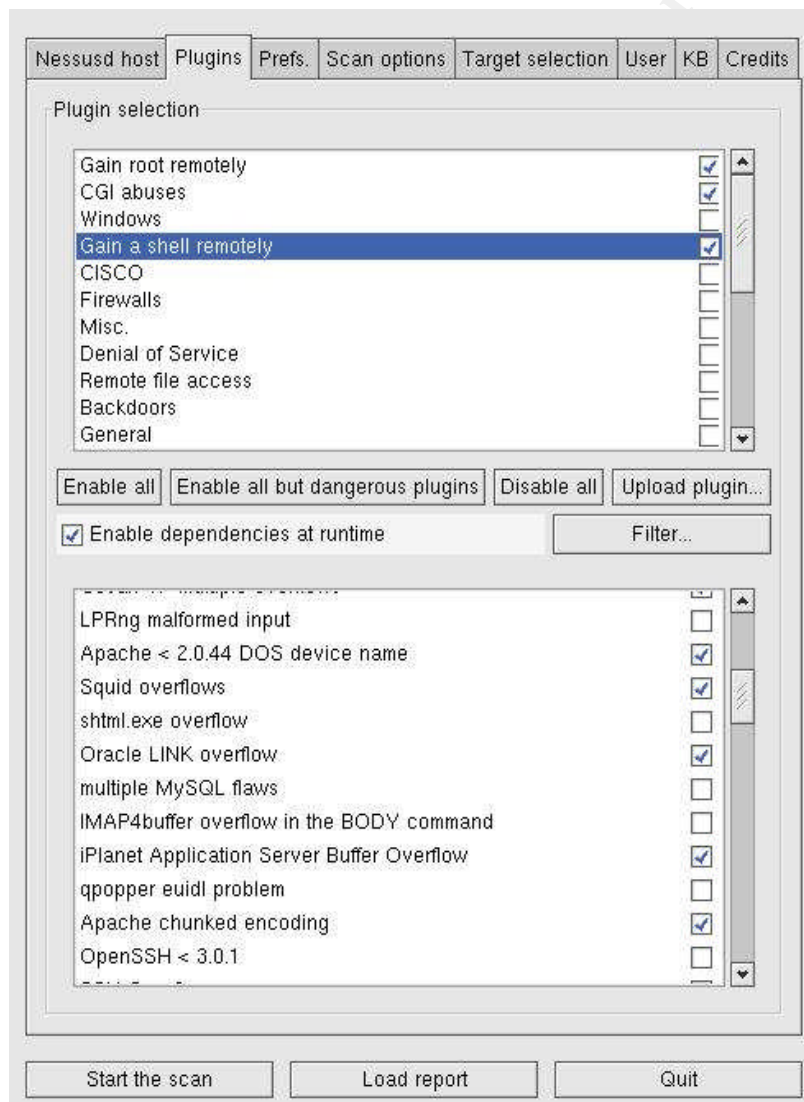 Nessusd host Plugins Prefs. Scan options Target selection User KB Credits
Plugin selection
Gain root remotely
CGI abuses
Windows
Gain a shell remotely
CISCO
Firewalls
Misc.
Denial of Service
Remote file access
Backdoors
General
Enable all Enable all but dangerous plugins Disable all Upload plugin...
Enable dependencies at runtime Filter...
LPRng malformed input
Apache < 2.0.44 DOS device name
Squid overflows
shtml.exe overflow
Oracle LINK overflow
multiple MySQL flaws
IMAP4buffer overflow in the BODY command
iPlanet Application Server Buffer Overflow
qpopper euidl problem
Apache chunked encoding
OpenSSH < 3.0.1
Start the scan Load report Quit